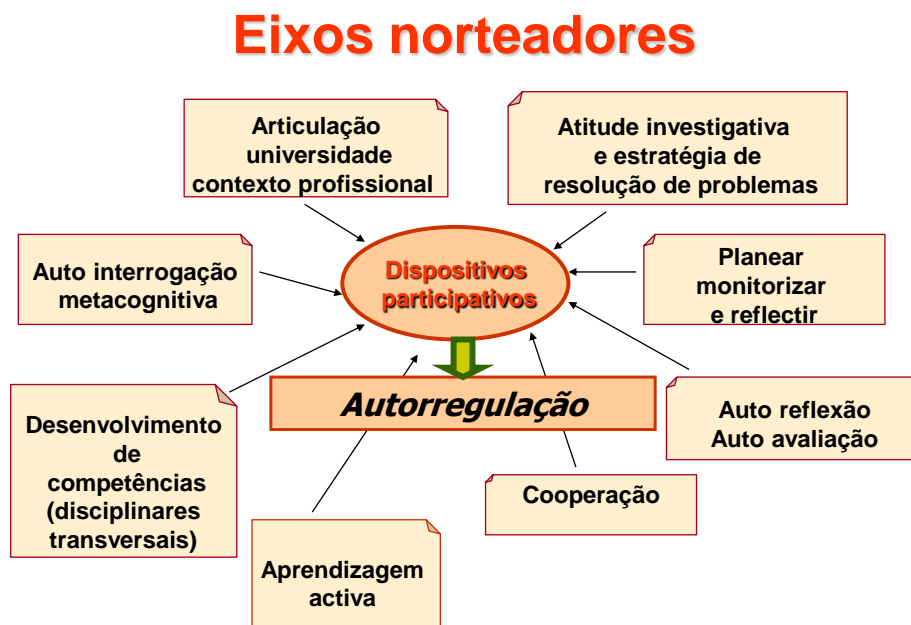 Eixos norteadores
Articulação
universidade
contexto profissional
Atitude investigativa
e estratégia de
resolução de problemas
Auto interrogação
metacognitiva
Dispositivos
participativos
Planear
monitorizar
e reflectir
Autorregulação
Desenvolvimento
de
competências
(disciplinares
transversais)
Auto reflexão
Auto avaliação
Cooperação
Aprendizagem
activa